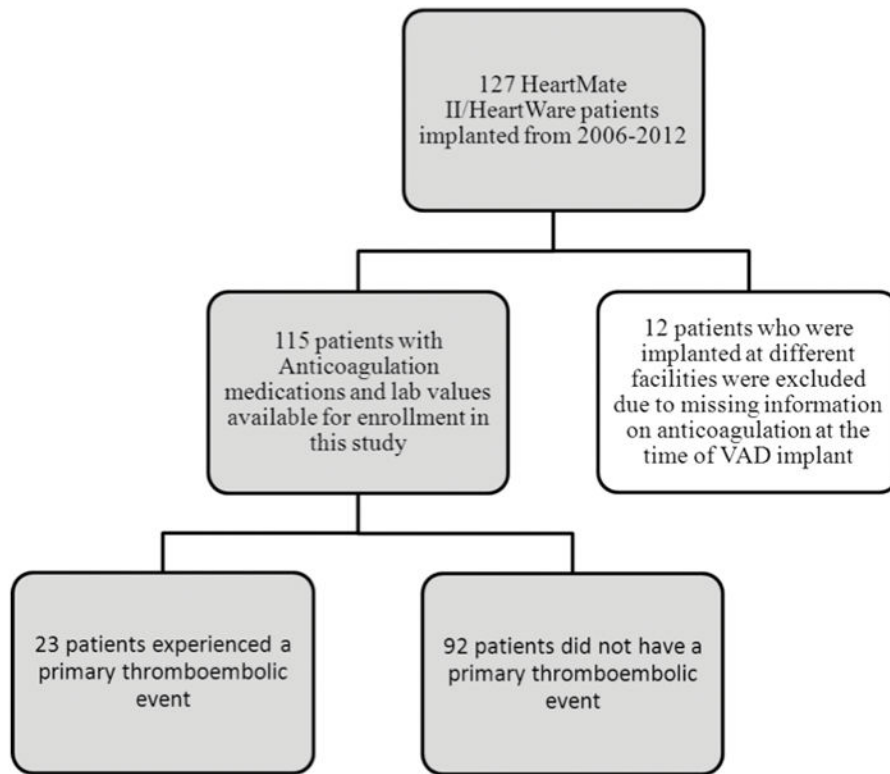 127 HeartMate
II/HeartWare patients
implanted from 2006-2012
115 patients with
Anticoagulation
medications and lab values
available for enrollment in
this study
12 patients who were
implanted at different
facilities were excluded
due to missing information
on anticoagulation at the
time of VAD implant
23 patients experienced a
primary thromboembolic
event
92 patients did not have a
primary thromboembolic
event